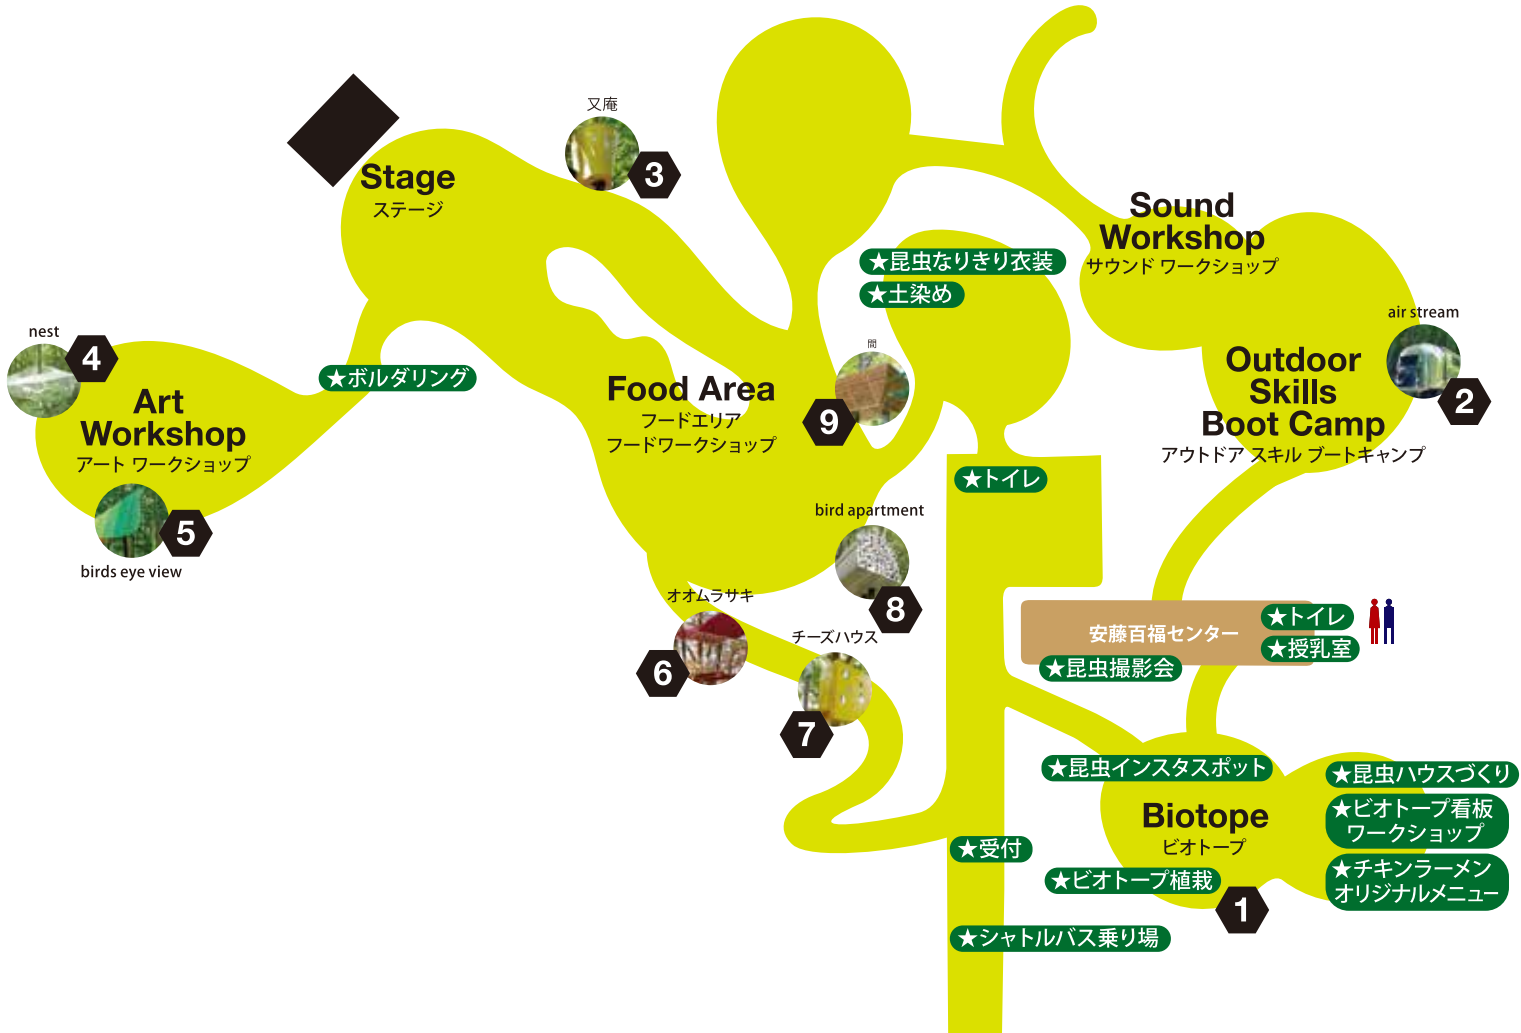 又庵
3
Stage
ステージ
Sound
Workshop
サウンド ワークショップ
★昆虫なりきり衣装
★土染め
nest
4
★ボルダリング
間
9
air stream
2
Art
Workshop
アート ワークショップ
Food Area
フードエリア
フードワークショップ
Outdoor
Skills
Boot Camp
アウトドア スキル ブートキャンプ
★トイレ
5
birds eye view
bird apartment
8
オオムラサキ
6
チーズハウス
7
安藤百福センター
★トイレ
★授乳室
★昆虫撮影会
★昆虫インスタスポット
★昆虫ハウスづくり
★ビオトープ看板
ワークショップ
Biotope
ビオトープ
★チキンラーメン
オリジナルメニュー
★受付
★ビオトープ植栽
1
★シャトルバス乗り場